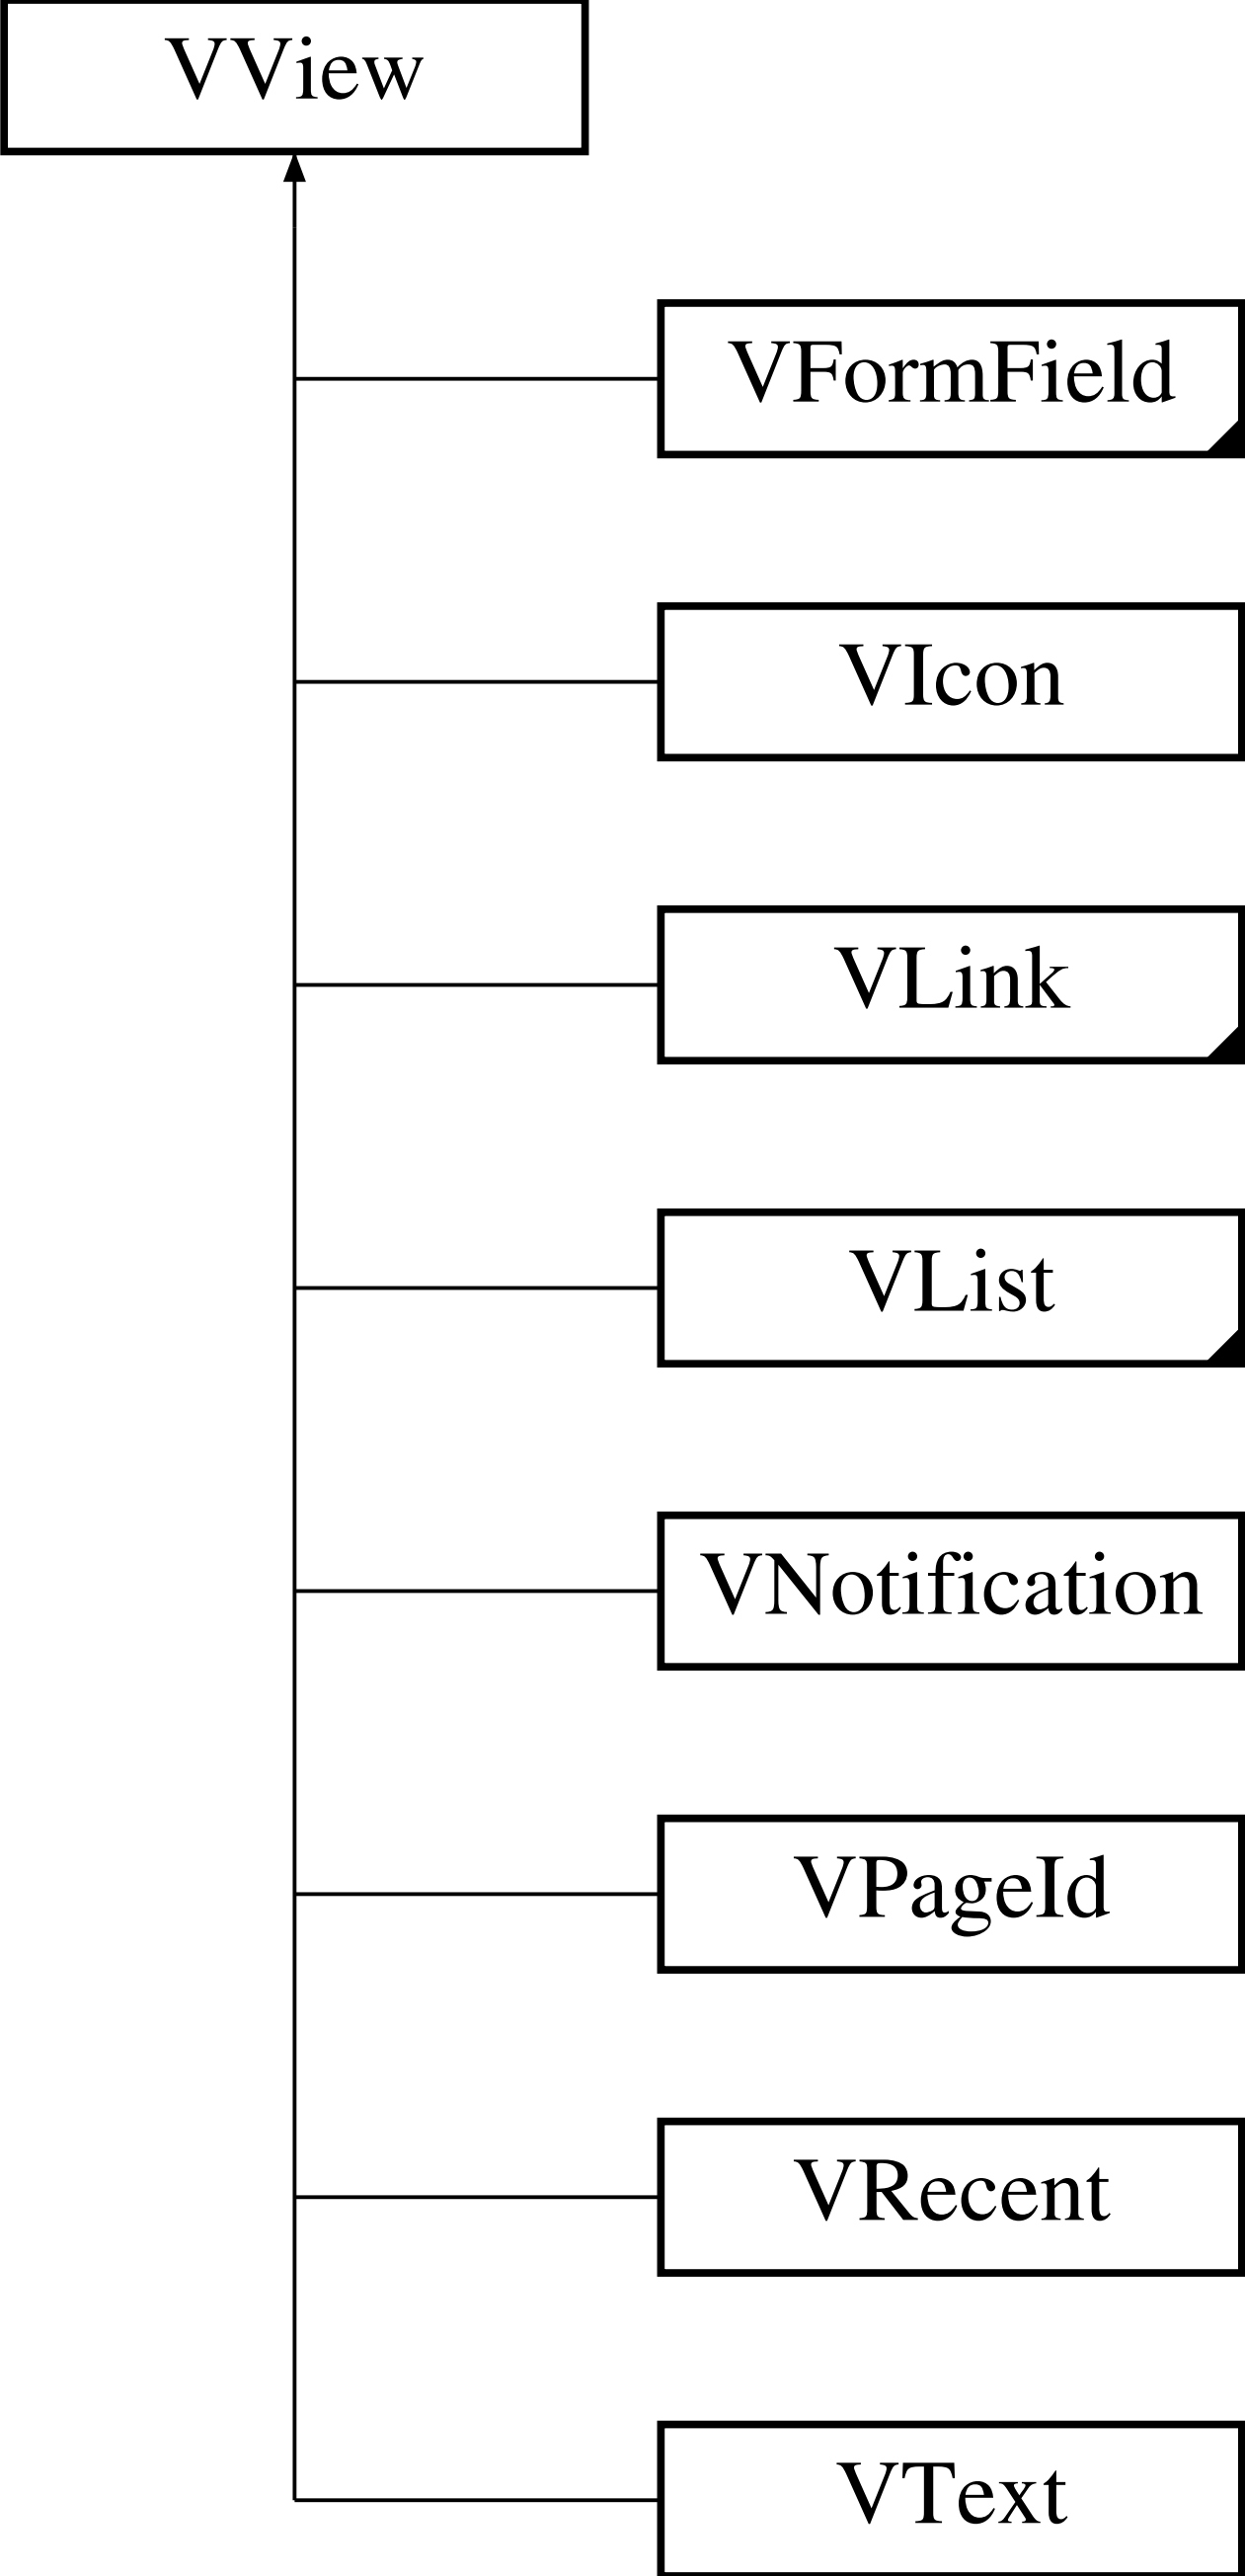 VView
VFormField
VIcon
VLink
VList
VNotification
VPageId
VRecent
VText